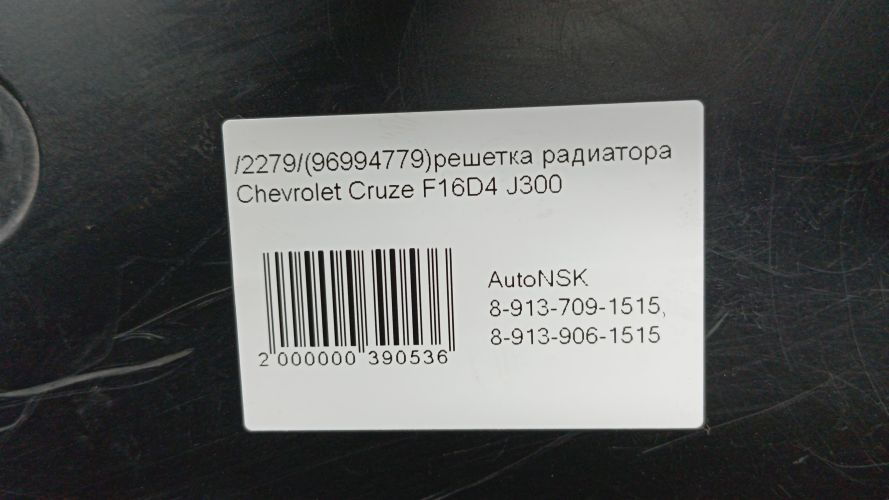 /2279/(96994779)решетка радиатора
Chevrolet Cruze F16D4 J300
AutoNSK
8-913-709-1515,
8-913-906-1515
2 000000 390536